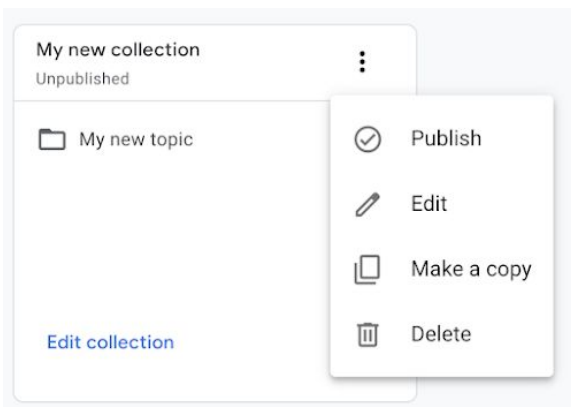 My new collection
Unpublished
My new topic
Edit collection
Publish
Edit
Make a copy
Delete